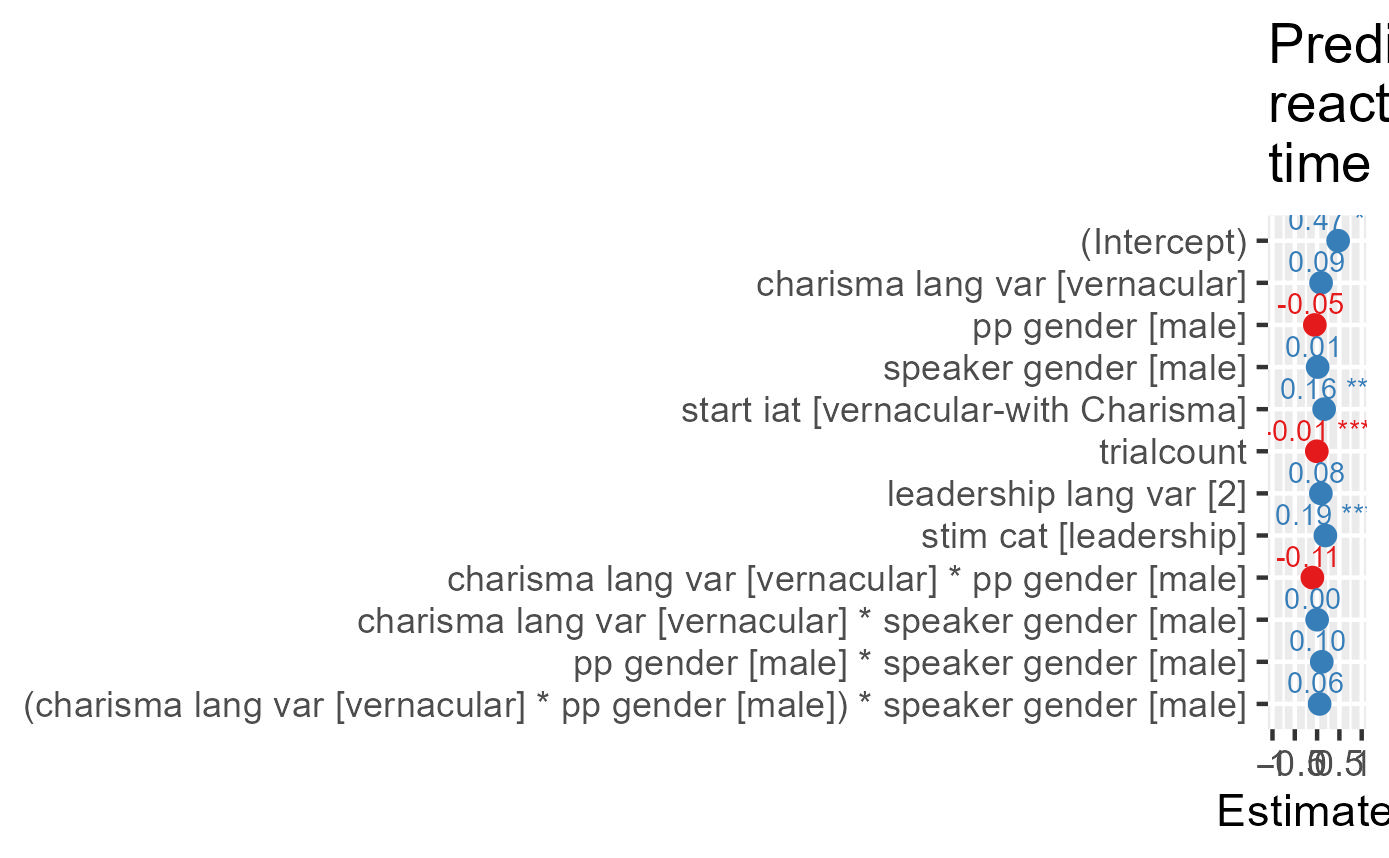 Predi
react
time
0.47 *
(Intercept)
0.09
charisma lang var [vernacular]
-0.05
pp gender [male]
0.01
speaker gender [male]
0.16 **
start iat [vernacular-with Charisma]
-0.01 ***
trialcount
0.08
leadership lang var [2]
0.19 ***
stim cat [leadership]
-0.11
charisma lang var [vernacular] * pp gender [male]
0.00
charisma lang var [vernacular] * speaker gender [male]
0.10
pp gender [male] * speaker gender [male]
0.06
(charisma lang var [vernacular] * pp gender [male]) * speaker gender [male]
−1 −0.5 0 0.5 1
Estimate